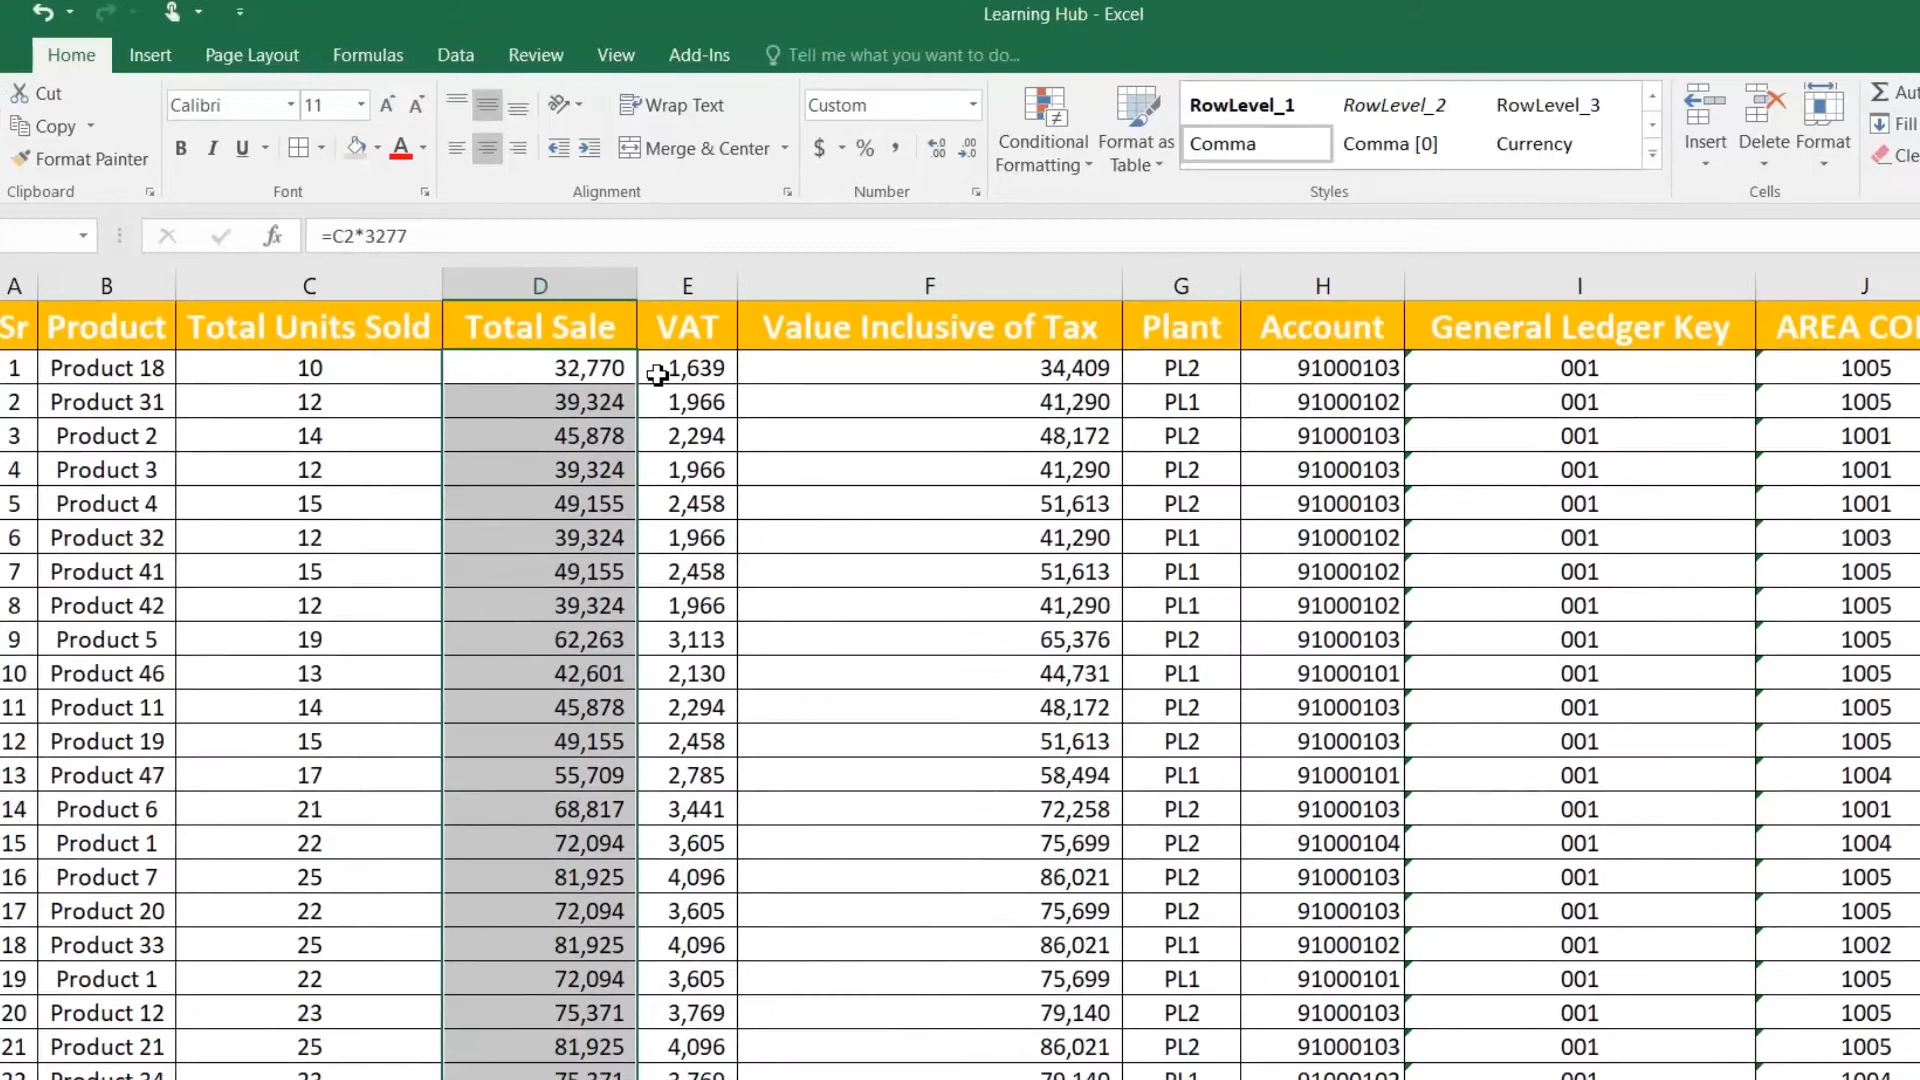 Learning Hub - Excel
Home Insert Page Layout Formulas Data Review View Add-Ins Tell me what you want to do...
Cut
Copy
Format Painter
Clipboard
Calibri 11 A A
B I U A
Font
Wrap Text
Merge & Center
Alignment
Custom
$ % ,
Number
Conditional Formatting
Format as Table
RowLevel_1 RowLevel_2 RowLevel_3
Comma Comma [0] Currency
Styles
Insert Delete Format
Cells
Σ Aut
Fill
Cle
fx =C2*3277
A B C D E F G H I J
Sr Product Total Units Sold Total Sale VAT Value Inclusive of Tax Plant Account General Ledger Key AREA CO
1 Product 18 10 32,770 1,639 34,409 PL2 91000103 001 1005
2 Product 31 12 39,324 1,966 41,290 PL1 91000102 001 1005
3 Product 2 14 45,878 2,294 48,172 PL2 91000103 001 1001
4 Product 3 12 39,324 1,966 41,290 PL2 91000103 001 1001
5 Product 4 15 49,155 2,458 51,613 PL2 91000103 001 1001
6 Product 32 12 39,324 1,966 41,290 PL1 91000102 001 1003
7 Product 41 15 49,155 2,458 51,613 PL1 91000102 001 1005
8 Product 42 12 39,324 1,966 41,290 PL1 91000102 001 1005
9 Product 5 19 62,263 3,113 65,376 PL2 91000103 001 1005
10 Product 46 13 42,601 2,130 44,731 PL1 91000101 001 1005
11 Product 11 14 45,878 2,294 48,172 PL2 91000103 001 1005
12 Product 19 15 49,155 2,458 51,613 PL2 91000103 001 1005
13 Product 47 17 55,709 2,785 58,494 PL1 91000101 001 1004
14 Product 6 21 68,817 3,441 72,258 PL2 91000103 001 1001
15 Product 1 22 72,094 3,605 75,699 PL2 91000104 001 1004
16 Product 7 25 81,925 4,096 86,021 PL2 91000103 001 1005
17 Product 20 22 72,094 3,605 75,699 PL2 91000103 001 1005
18 Product 33 25 81,925 4,096 86,021 PL1 91000102 001 1002
19 Product 1 22 72,094 3,605 75,699 PL1 91000101 001 1005
20 Product 12 23 75,371 3,769 79,140 PL2 91000103 001 1005
21 Product 21 25 81,925 4,096 86,021 PL2 91000103 001 1005